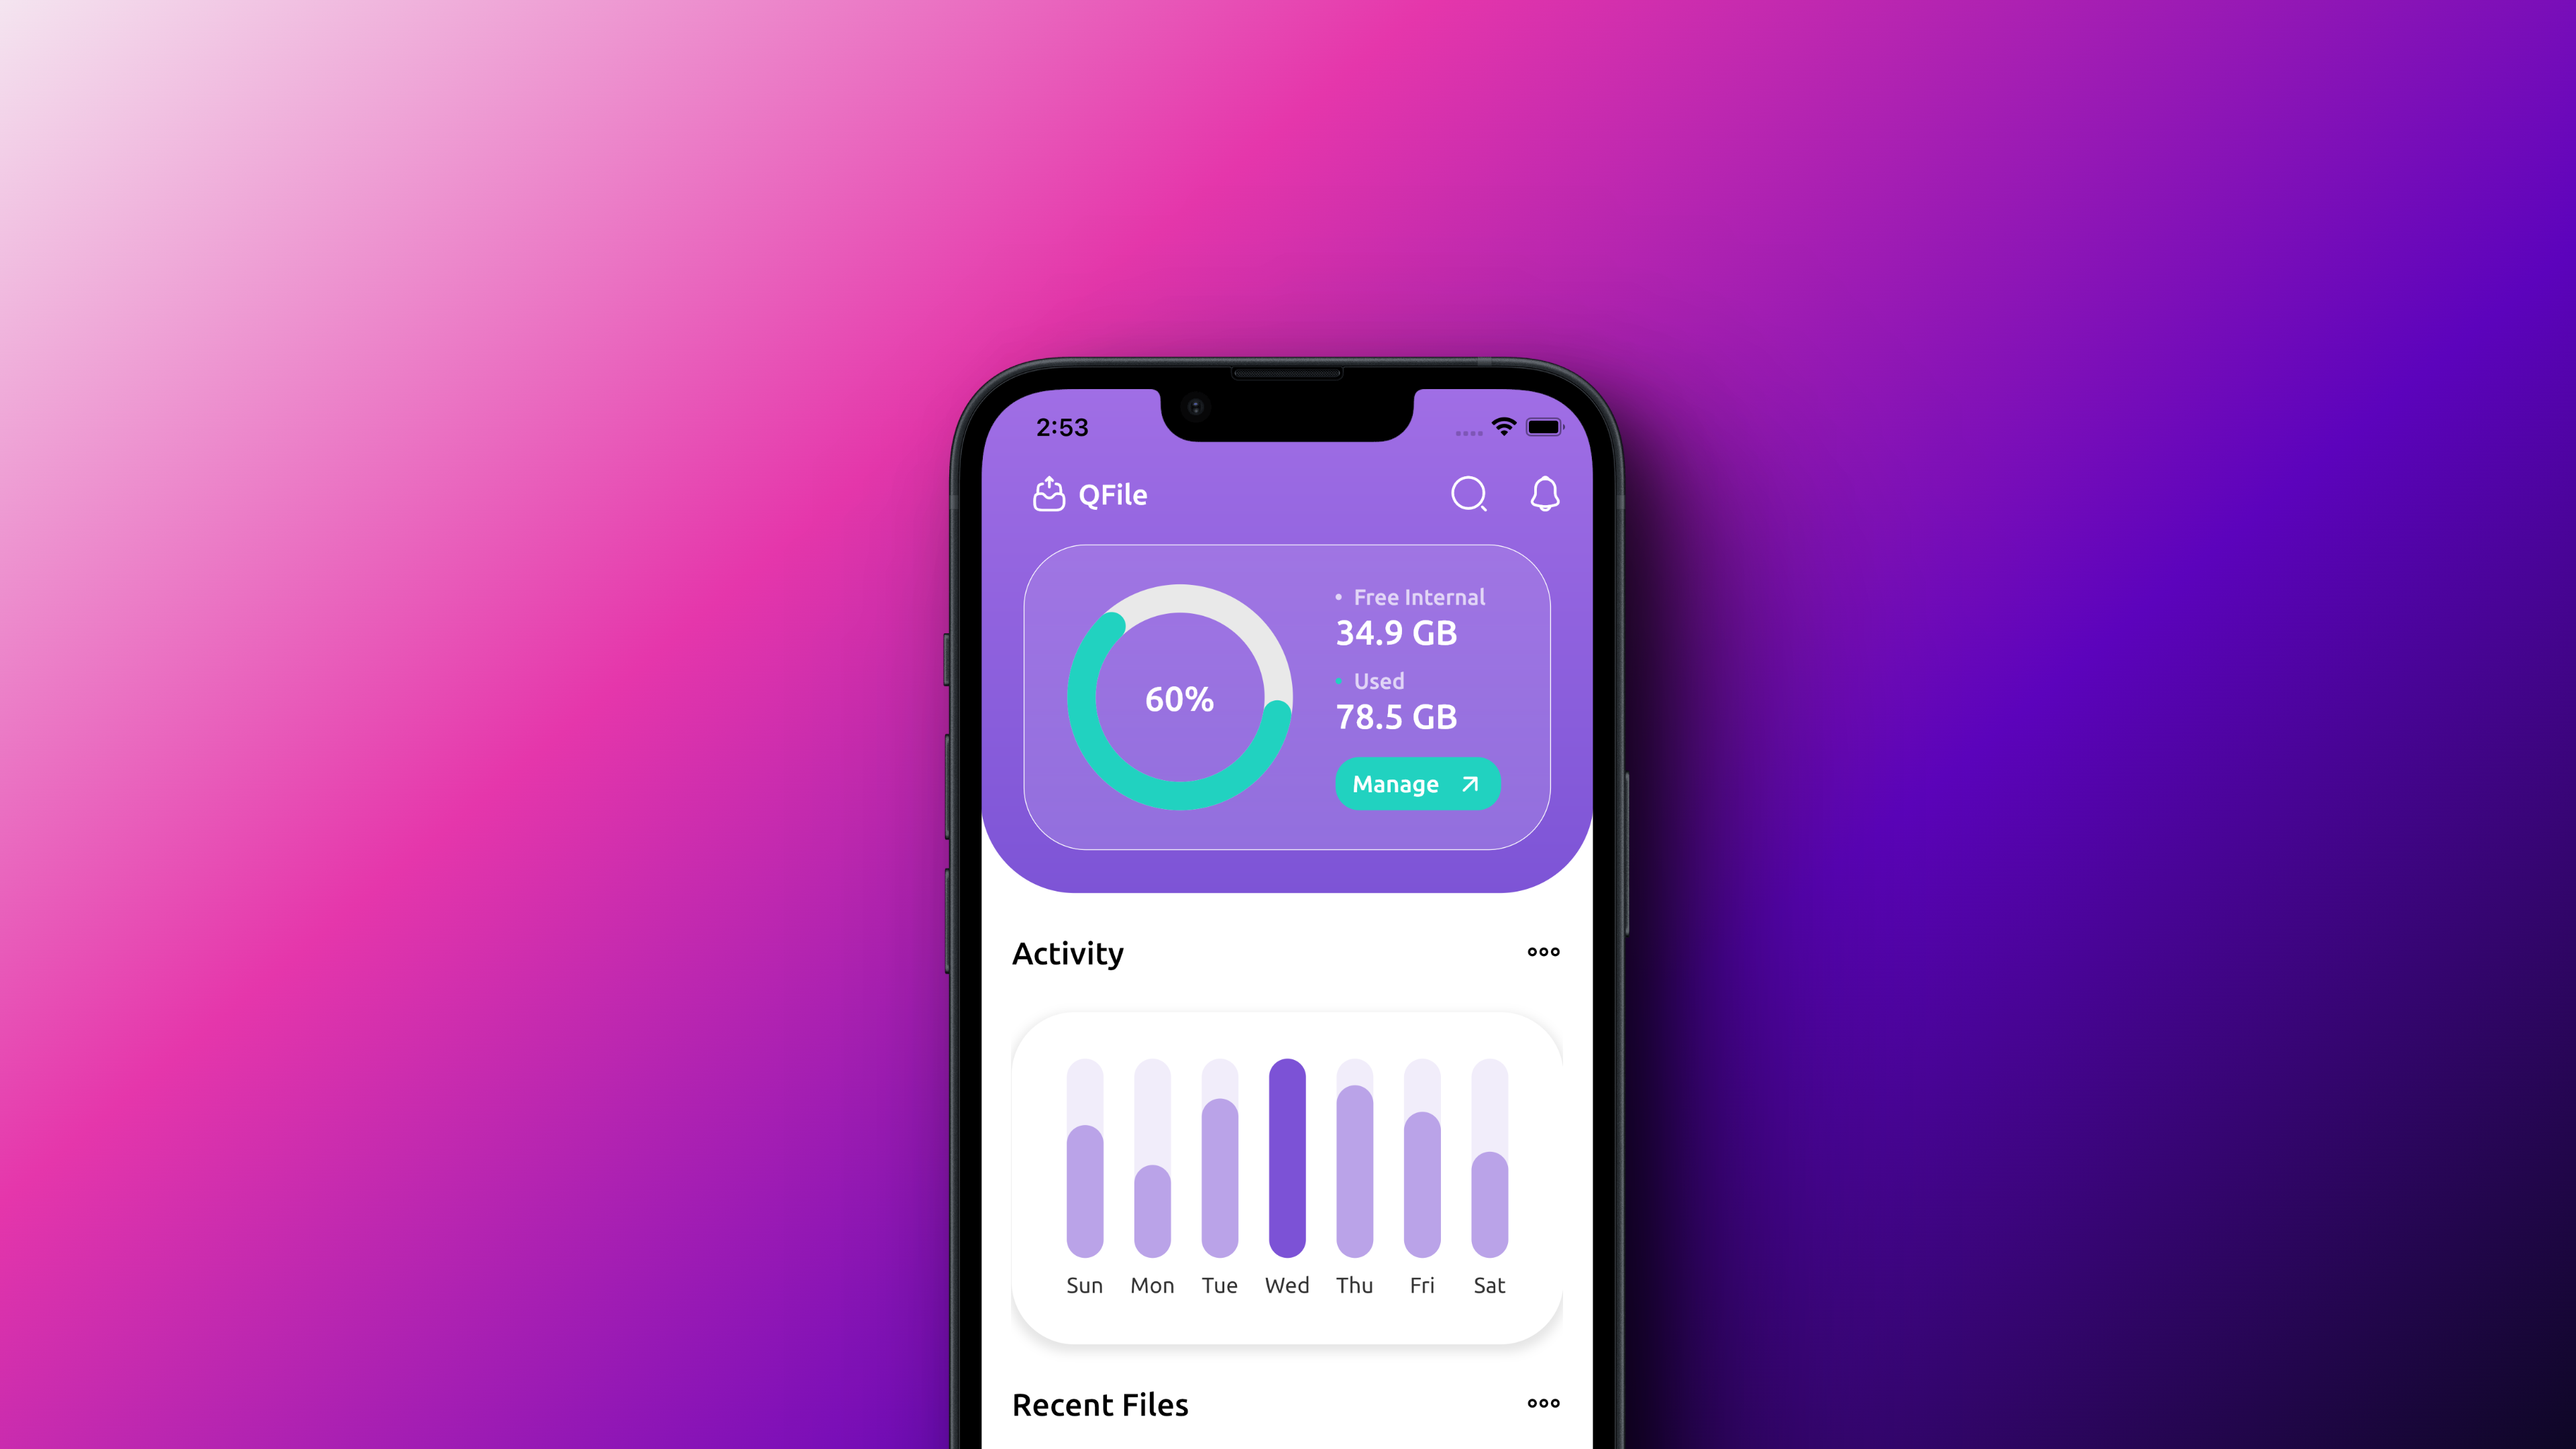 2:53
QFile
Free Internal
34.9 GB
60%
Used
78.5 GB
Manage
Activity
Sun Mon Tue Wed Thu Fri Sat
Recent Files